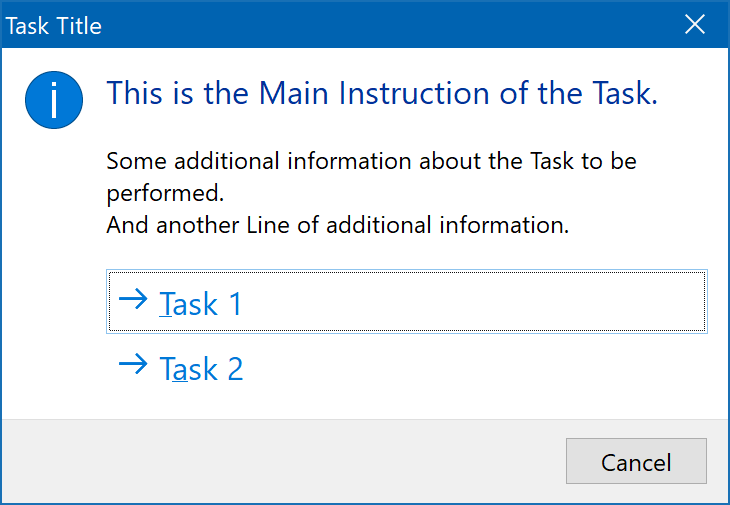 Task Title
This is the Main Instruction of the Task.
Some additional information about the Task to be
performed.
And another Line of additional information.
Task 1
Task 2
Cancel